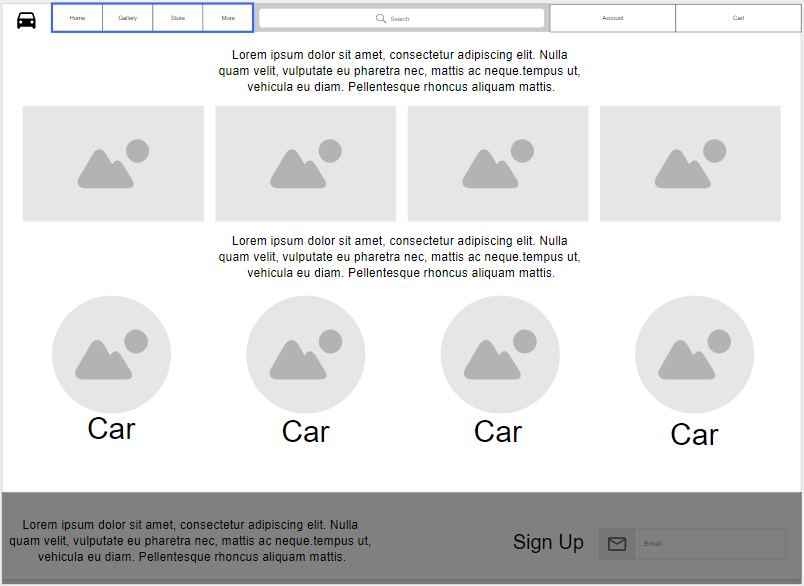 Home Gallery Store More Search Account Cart
Lorem ipsum dolor sit amet, consectetur adipiscing elit. Nulla
quam velit, vulputate eu pharetra nec, mattis ac neque.tempus ut,
vehicula eu diam. Pellentesque rhoncus aliquam mattis.
Lorem ipsum dolor sit amet, consectetur adipiscing elit. Nulla
quam velit, vulputate eu pharetra nec, mattis ac neque.tempus ut,
vehicula eu diam. Pellentesque rhoncus aliquam mattis.
Car Car Car Car
Lorem ipsum dolor sit amet, consectetur adipiscing elit. Nulla
quam velit, vulputate eu pharetra nec, mattis ac neque.tempus ut,
vehicula eu diam. Pellentesque rhoncus aliquam mattis.
Sign Up Email